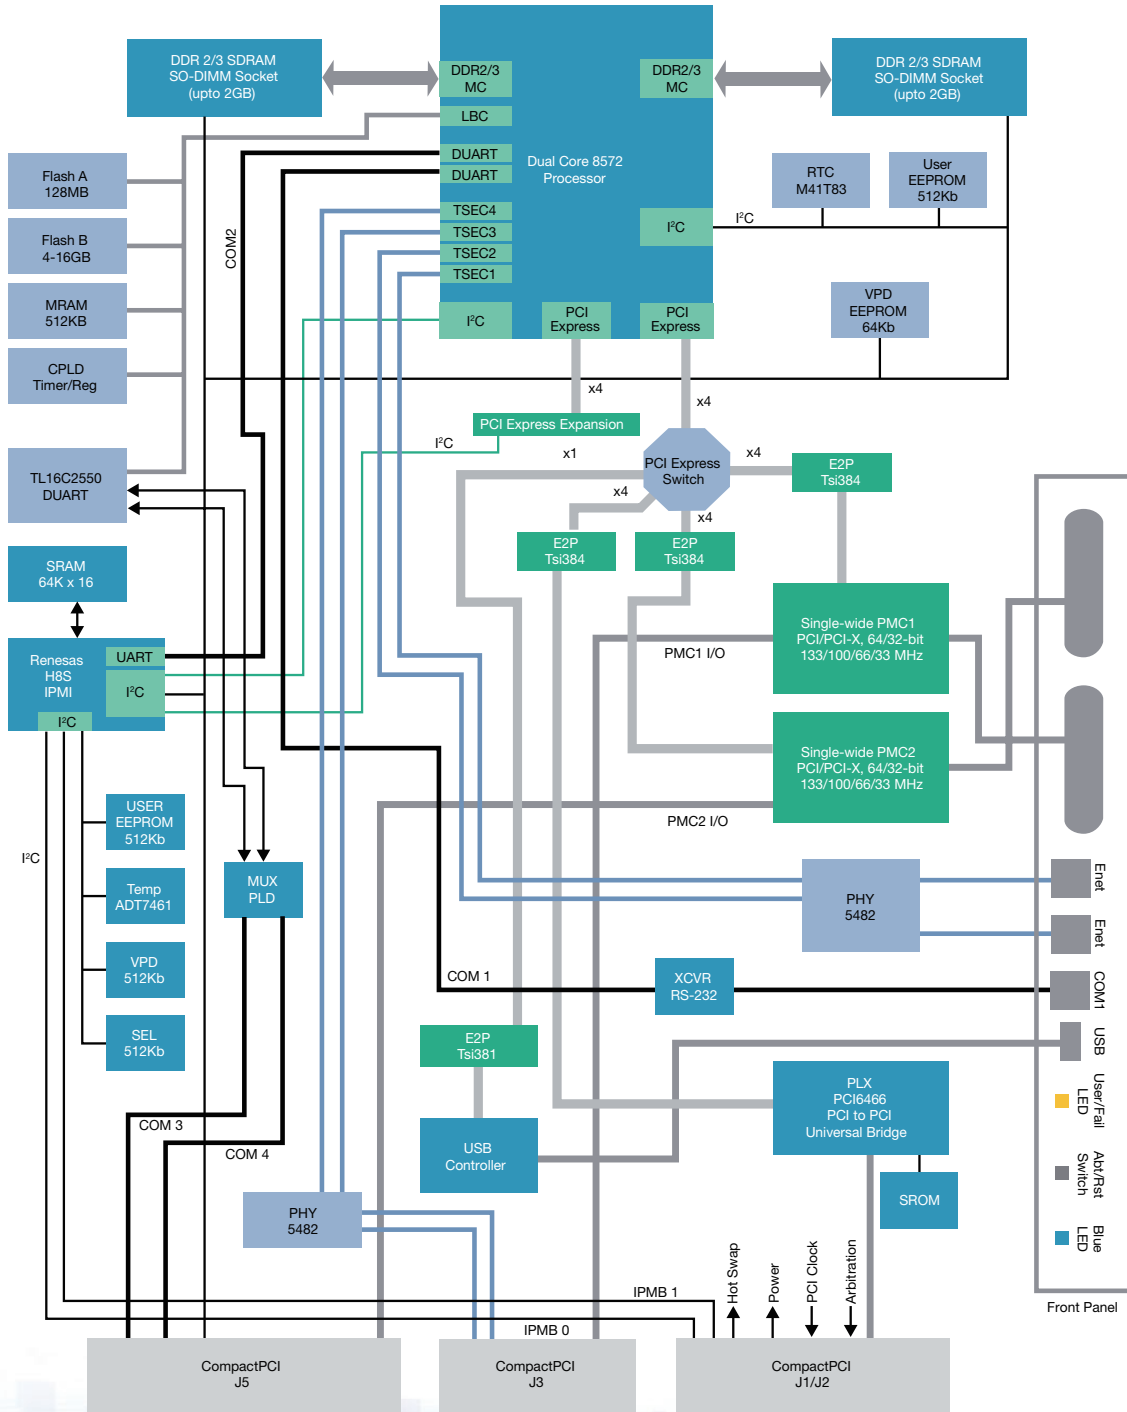 DDR 2/3 SDRAM
SO-DIMM Socket
(upto 2GB)
DDR2/3
MC
DDR2/3
MC
DDR 2/3 SDRAM
SO-DIMM Socket
(upto 2GB)
LBC
DUART
DUART
Dual Core 8572
Processor
TSEC4
TSEC3
TSEC2
TSEC1
I²C
I²C
PCI
Express
PCI
Express
Flash A
128MB
Flash B
4-16GB
MRAM
512KB
CPLD
Timer/Reg
COM2
RTC
M41T83
User
EEPROM
512Kb
I²C
VPD
EEPROM
64Kb
x4
x4
PCI Express Expansion
I²C
x1
PCI Express
Switch
x4
x4
x4
E2P
Tsi384
E2P
Tsi384
E2P
Tsi384
TL16C2550
DUART
SRAM
64K x 16
Renesas
H8S
IPMI
UART
I²C
I²C
Single-wide PMC1
PCI/PCI-X, 64/32-bit
133/100/66/33 MHz
PMC1 I/O
Single-wide PMC2
PCI/PCI-X, 64/32-bit
133/100/66/33 MHz
PMC2 I/O
I²C
USER
EEPROM
512Kb
Temp
ADT7461
VPD
512Kb
SEL
512Kb
MUX
PLD
PHY
5482
Enet
Enet
COM 1
XCVR
RS-232
COM1
E2P
Tsi381
USB
PLX
PCI6466
PCI to PCI
Universal Bridge
User/Fail
LED
COM 3
COM 4
USB
Controller
Abt/Rst
Switch
SROM
PHY
5482
Blue
LED
Hot Swap
Power
PCI Clock
Arbitration
IPMB 1
IPMB 0
Front Panel
CompactPCI
J5
CompactPCI
J3
CompactPCI
J1/J2